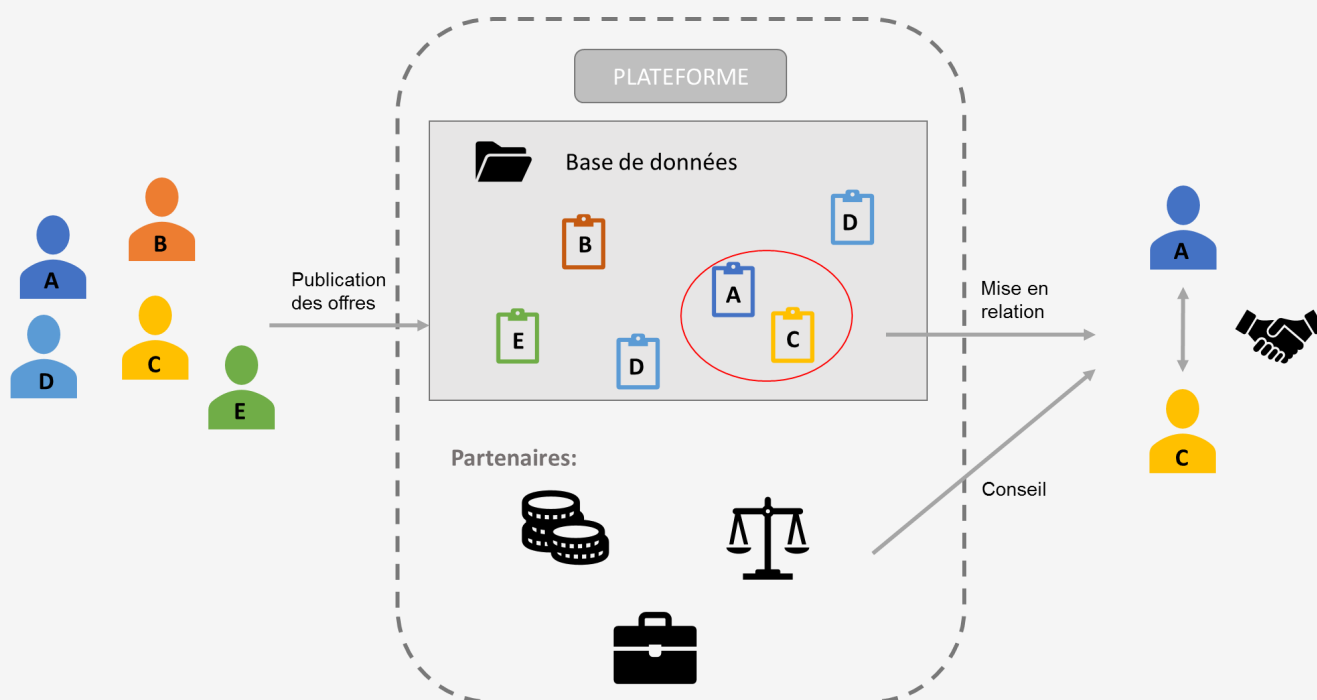 PLATEFORME
Base de données
A
B
C
D
E
Publication
des offres
B
D
A
C
E
D
Mise en
relation
A
C
Partenaires:
Conseil